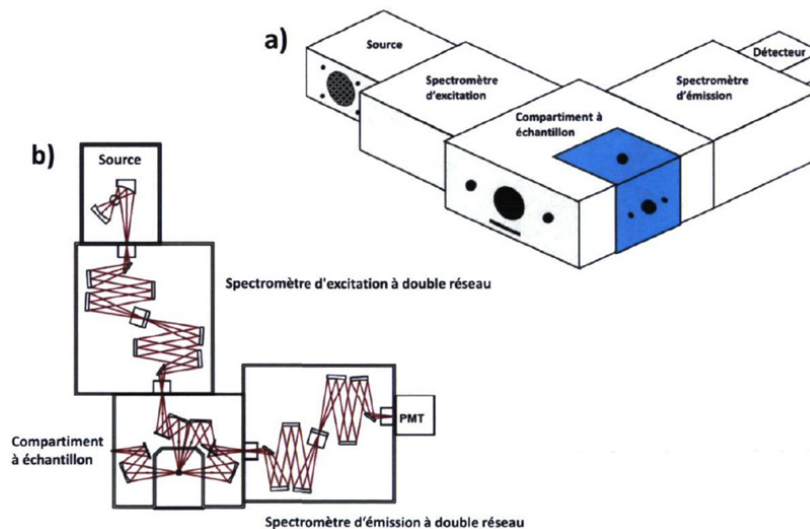 a)
Source
Spectromètre
d'excitation
Compartiment à
échantillon
Spectromètre
d'émission
Détecteur
b)
Source
Spectromètre d'excitation à double réseau
PMT
Compartiment
à échantillon
Spectromètre d'émission à double réseau